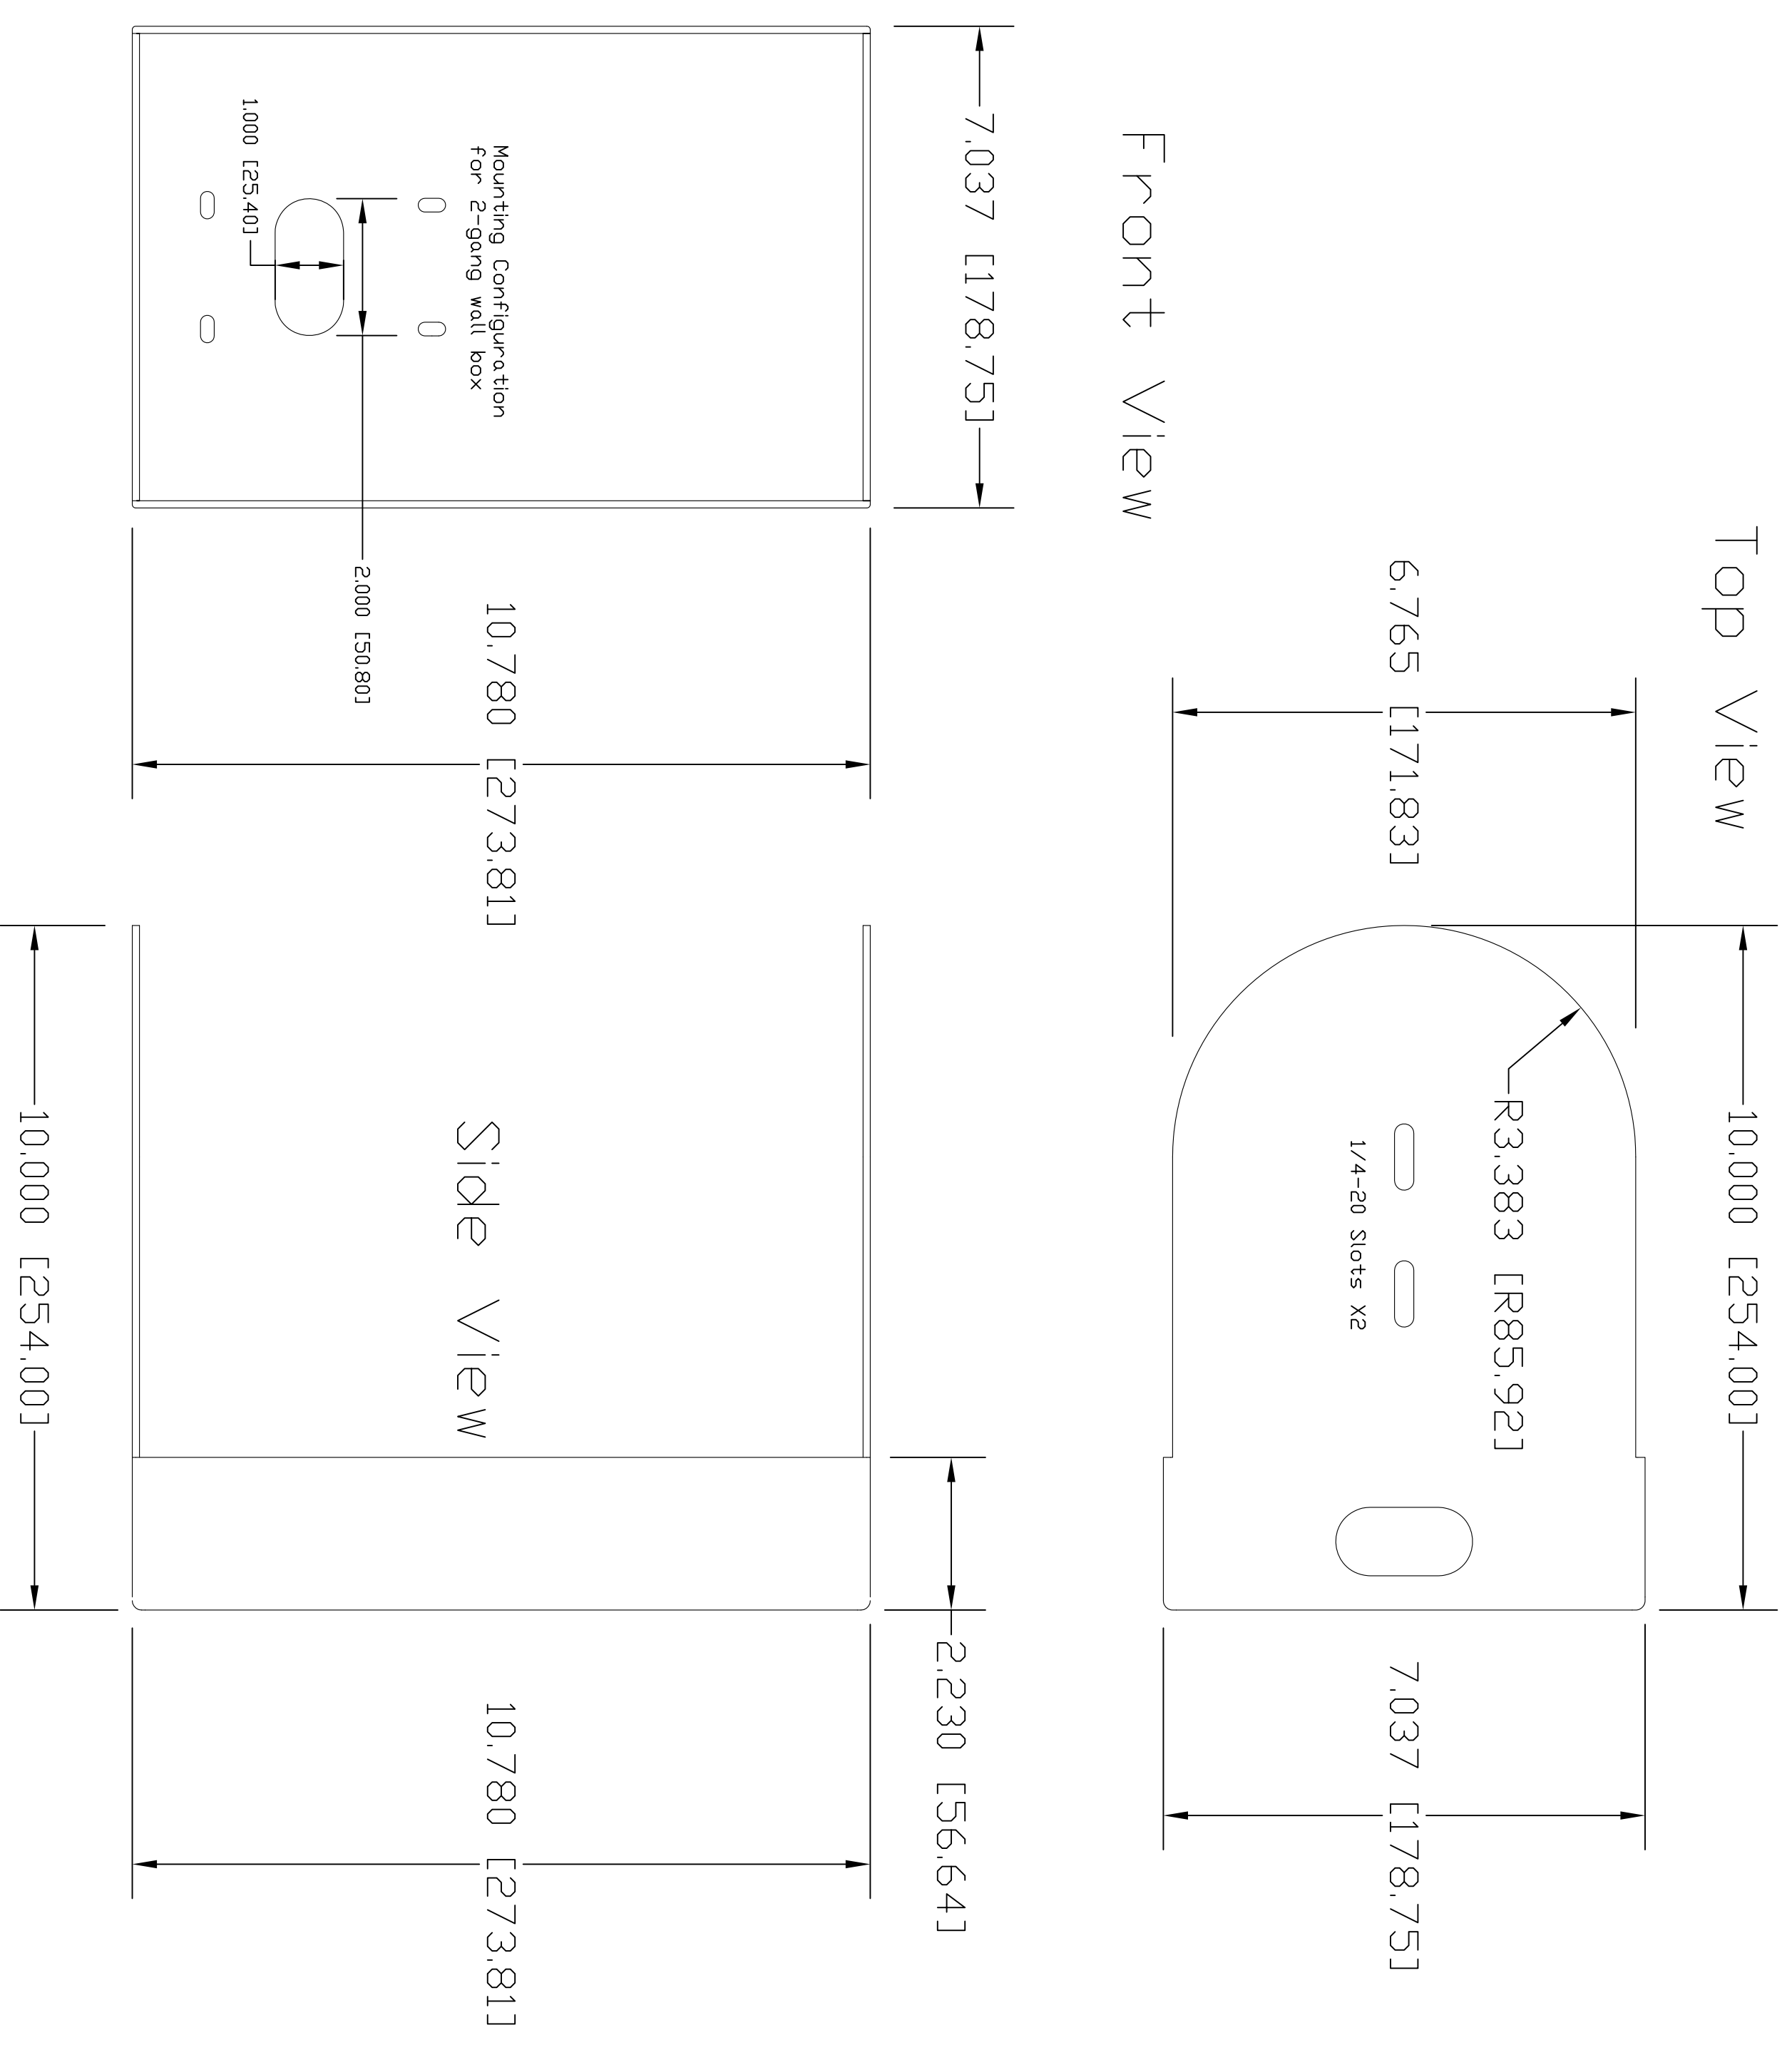 Top View
10.000 [254.00]
R3.383 [R85.92]
6.765 [171.83]
7.037 [178.75]
1/4-20 Slots X2
Front View
7.037 [178.75]
2.230 [56.64]
10.780 [273.81]
10.780 [273.81]
Mounting Configuration
for 2-gang wall box
Side View
2.000 [50.80]
1.000 [25.40]
10.000 [254.00]